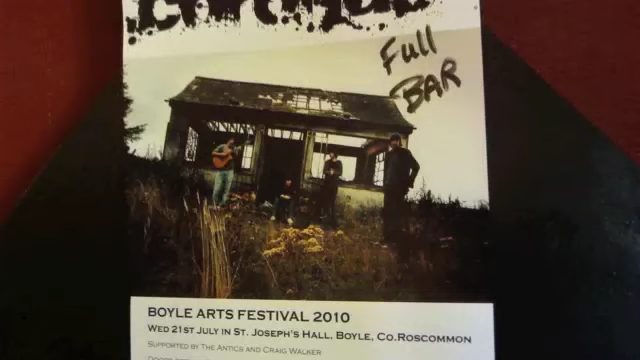 Full
BAR
BOYLE ARTS FESTIVAL 2010
WED 21ST JULY IN ST. JOSEPH'S HALL, BOYLE, CO.ROSCOMMON
SUPPORTED BY THE ANTICS AND CRAIG WALKER